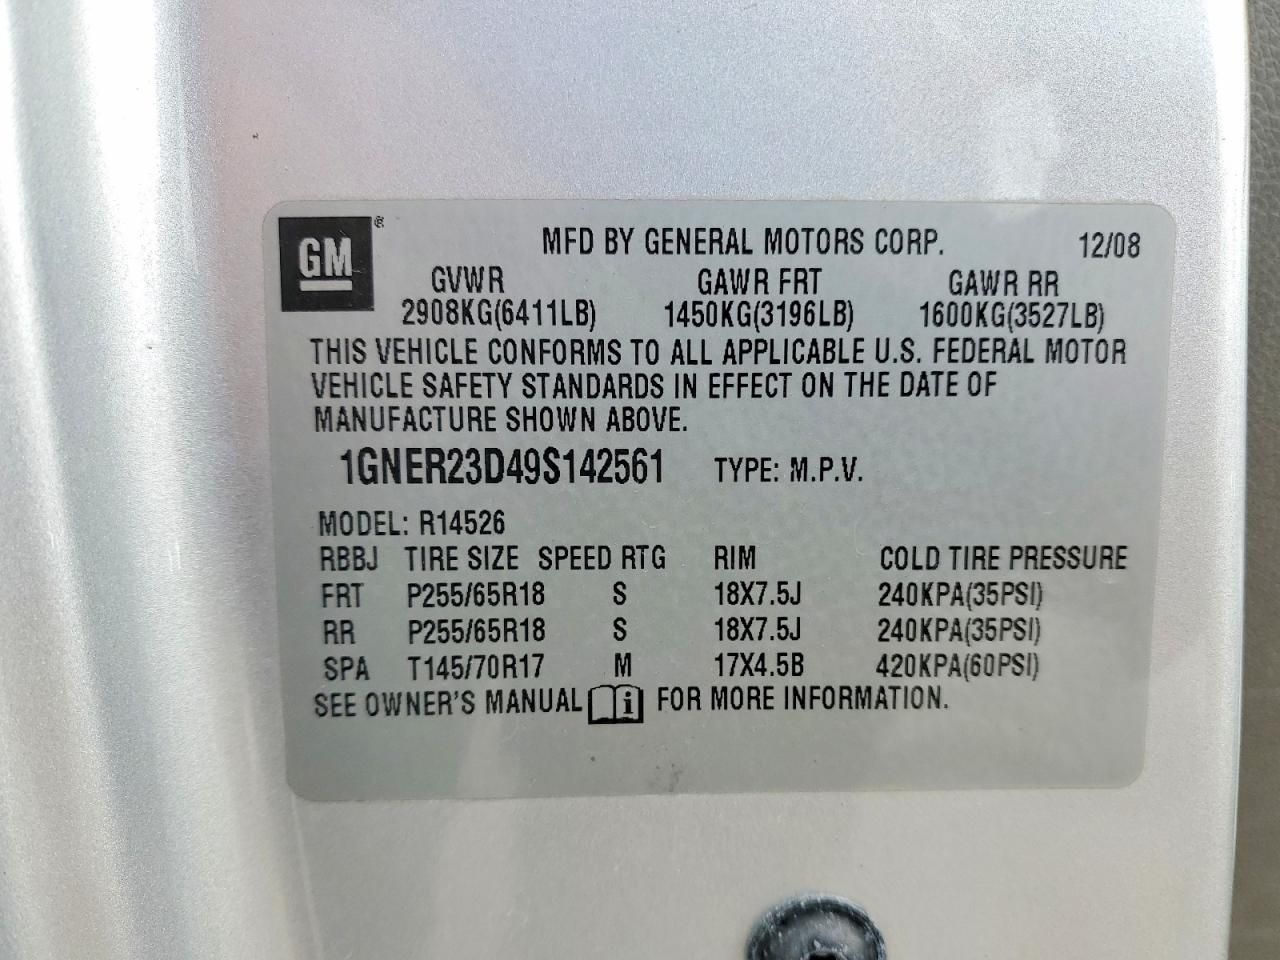 GM® MFD BY GENERAL MOTORS CORP. 12/08
GVWR GAWR FRT GAWR RR
2908KG(6411LB) 1450KG(3196LB) 1600KG(3527LB)
THIS VEHICLE CONFORMS TO ALL APPLICABLE U.S. FEDERAL MOTOR
VEHICLE SAFETY STANDARDS IN EFFECT ON THE DATE OF
MANUFACTURE SHOWN ABOVE.
1GNER23D49S142561 TYPE: M.P.V.
MODEL: R14526
RBBJ TIRE SIZE SPEED RTG RIM COLD TIRE PRESSURE
FRT P255/65R18 S 18X7.5J 240KPA(35PSI)
RR P255/65R18 S 18X7.5J 240KPA(35PSI)
SPA T145/70R17 M 17X4.5B 420KPA(60PSI)
SEE OWNER'S MANUAL i FOR MORE INFORMATION.